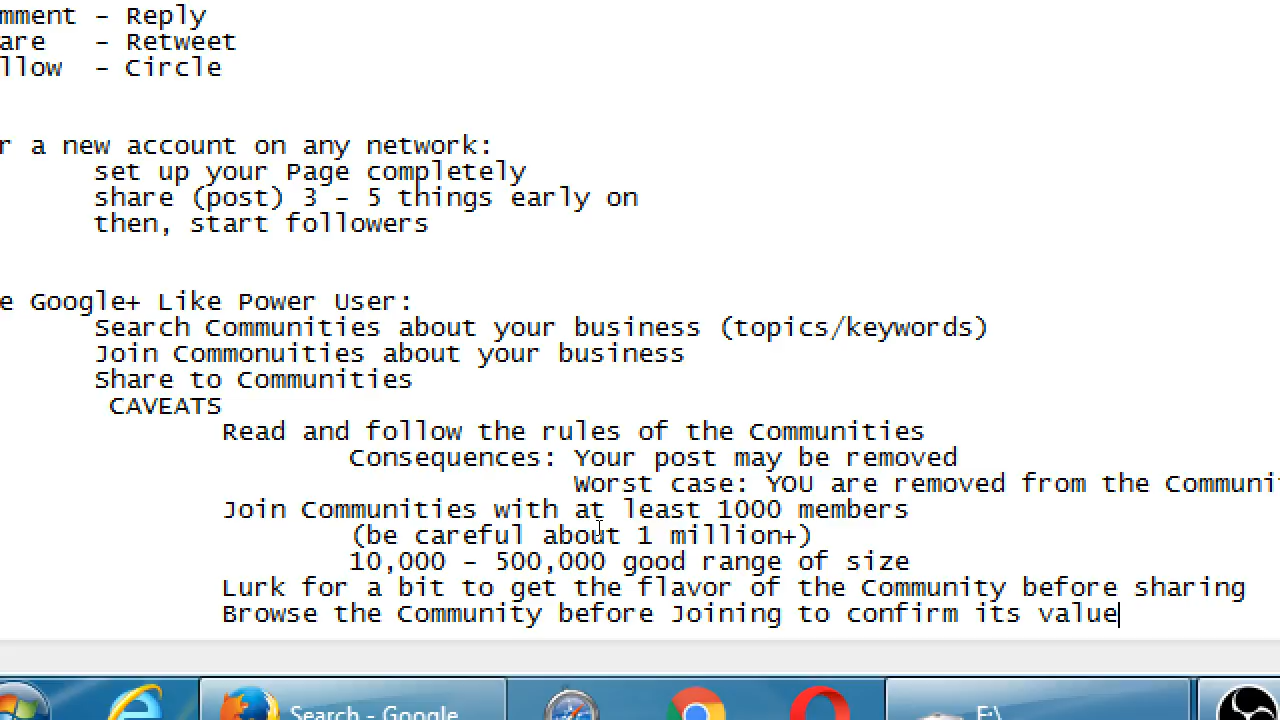 mment - Reply
are - Retweet
llow - Circle
r a new account on any network:
set up your Page completely
share (post) 3 - 5 things early on
then, start followers
e Google+ Like Power User:
Search Communities about your business (topics/keywords)
Join Commonuities about your business
Share to Communities
CAVEATS
Read and follow the rules of the Communities
Consequences: Your post may be removed
Worst case: YOU are removed from the Communi
Join Communities with at least 1000 members
(be careful about 1 million+)
10,000 - 500,000 good range of size
Lurk for a bit to get the flavor of the Community before sharing
Browse the Community before Joining to confirm its value
Search - Google
F:\